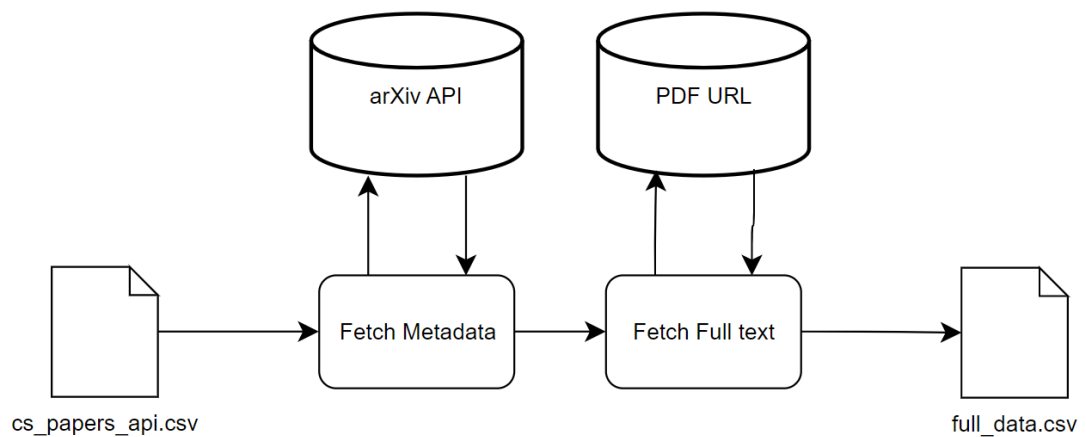 arXiv API
PDF URL
Fetch Metadata
Fetch Full text
cs_papers_api.csv
full_data.csv